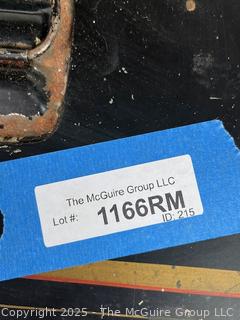 The McGuire Group LLC
Lot #: 1166RM
ID: 215
Copyright 2025 - The McGuire Group LLC